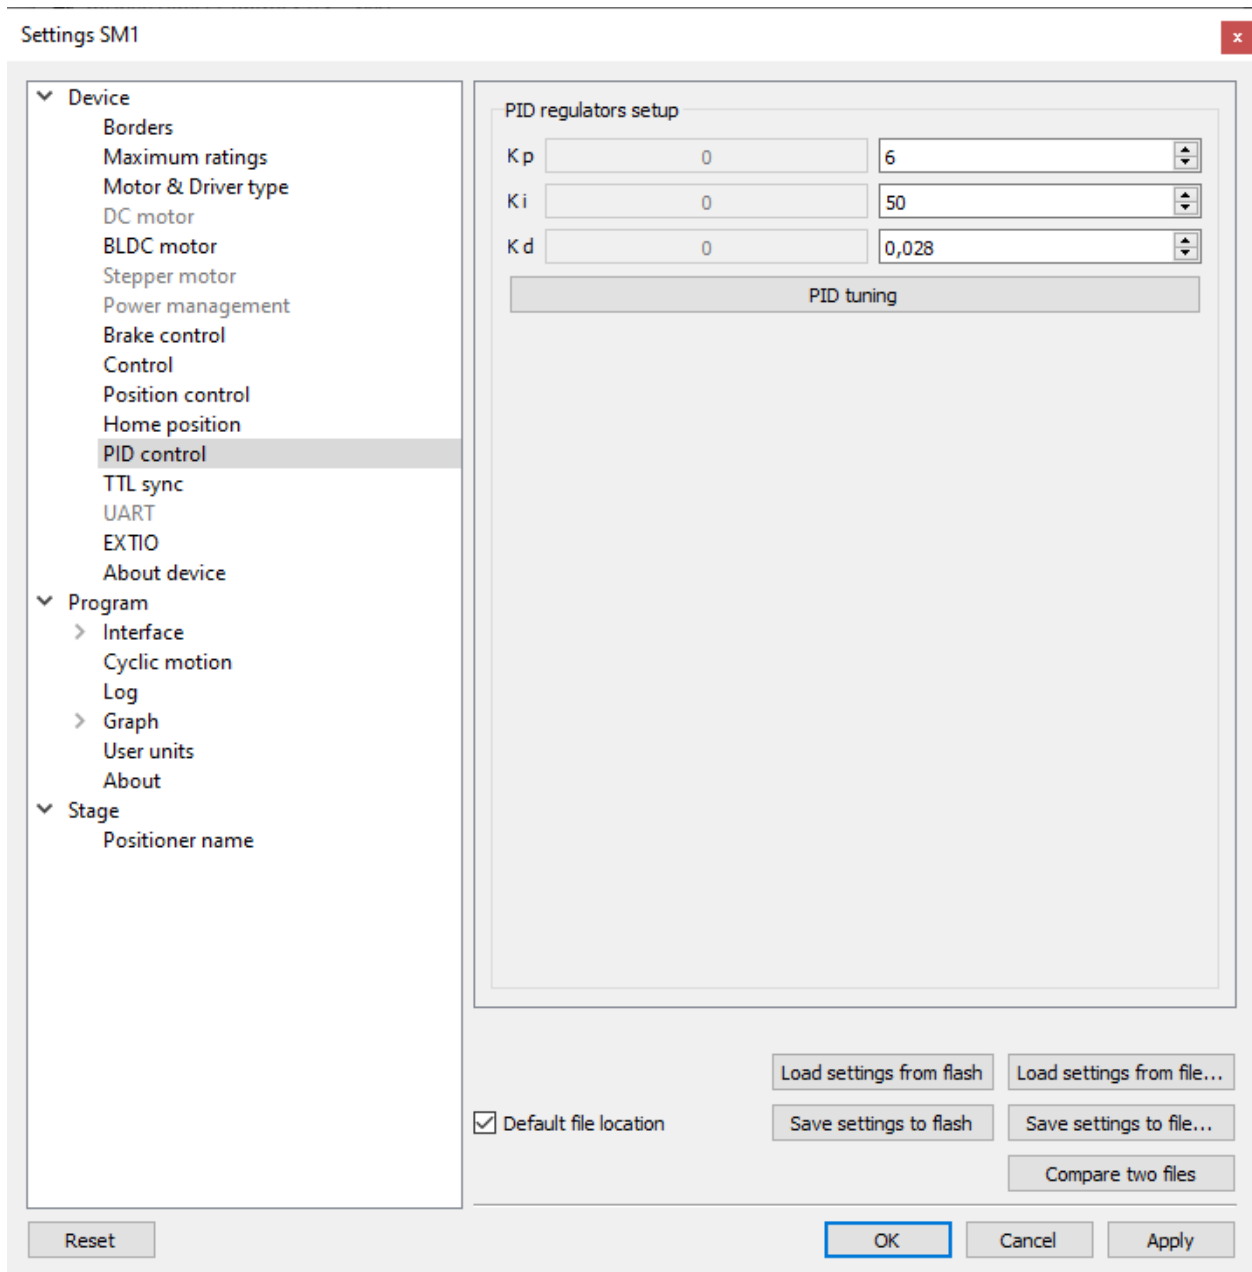 Settings SM1
x
Device
Borders
Maximum ratings
Motor & Driver type
DC motor
BLDC motor
Stepper motor
Power management
Brake control
Control
Position control
Home position
PID control
TTL sync
UART
EXTIO
About device
Program
Interface
Cyclic motion
Log
Graph
User units
About
Stage
Positioner name
PID regulators setup
Kp 0 6
Ki 0 50
Kd 0 0,028
PID tuning
Load settings from flash Load settings from file...
Default file location Save settings to flash Save settings to file...
Compare two files
Reset OK Cancel Apply